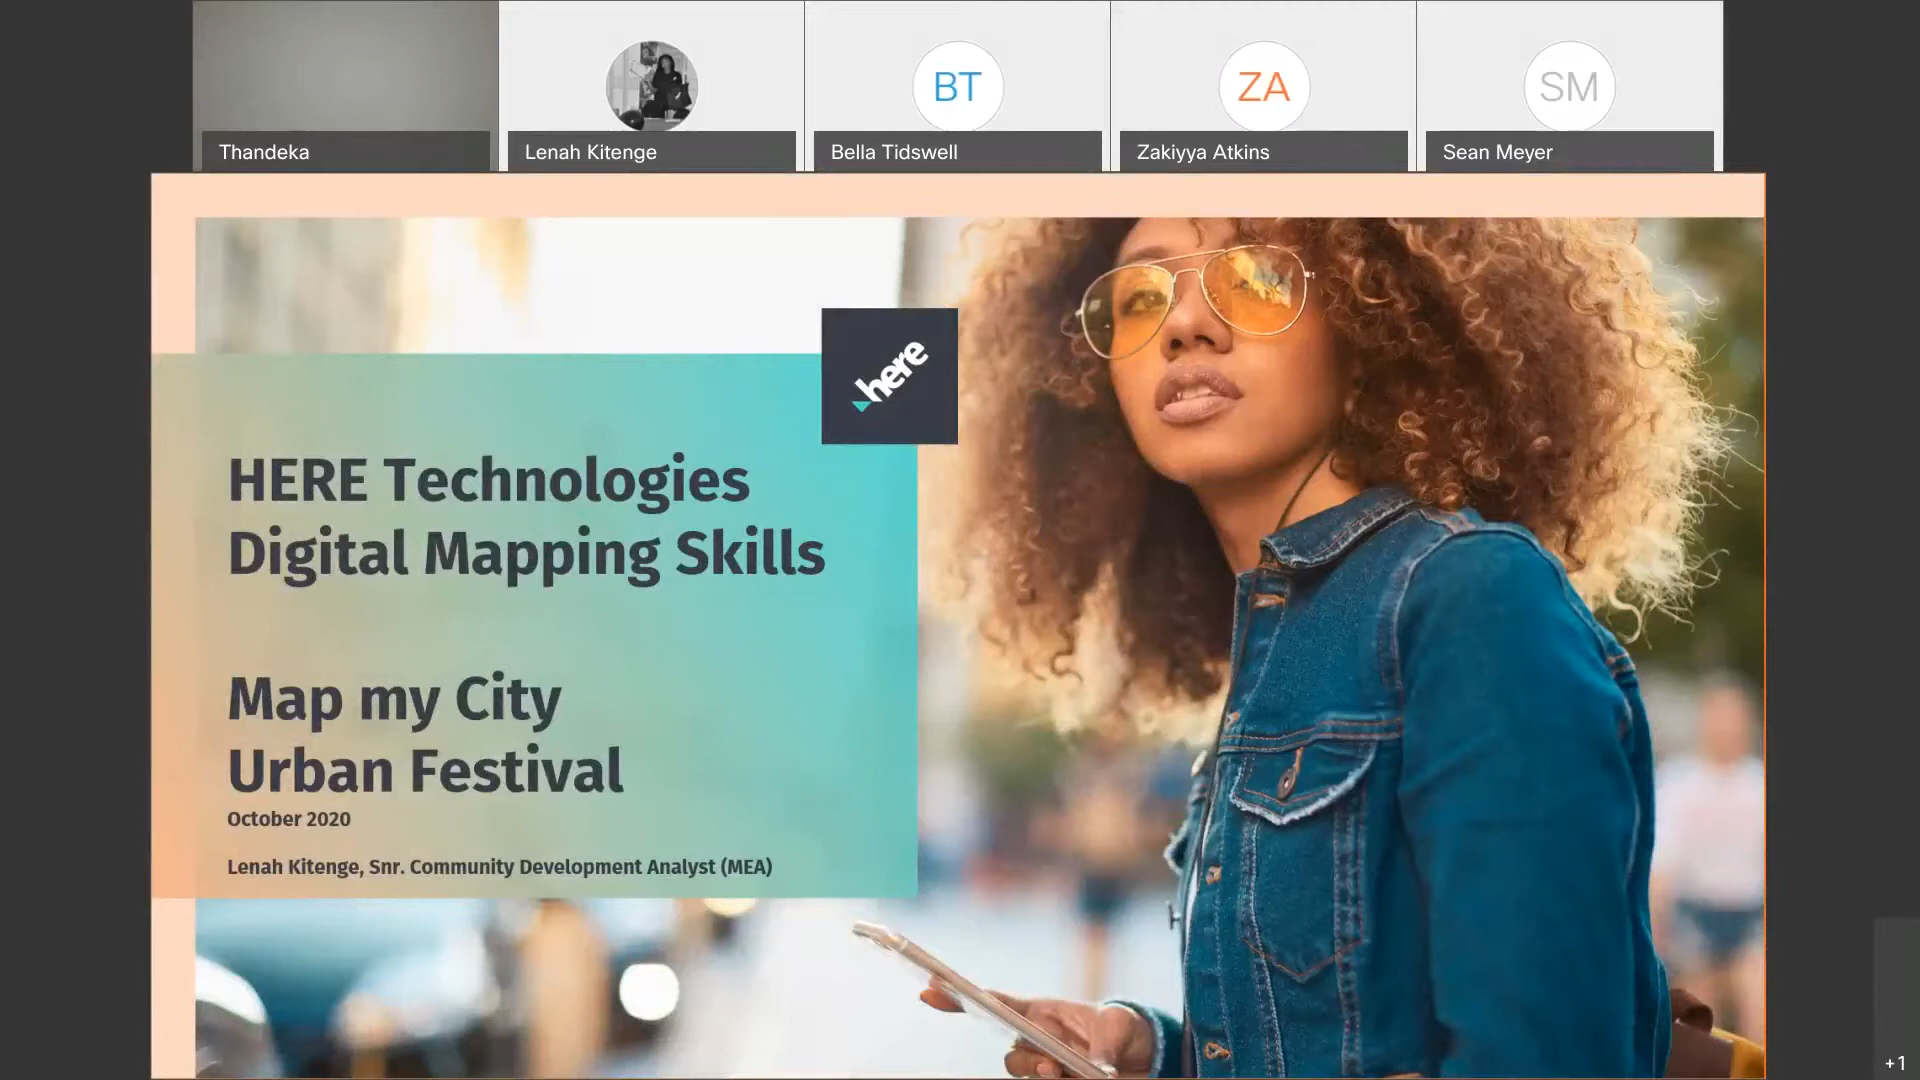 Thandeka
Lenah Kitenge
BT
Bella Tidswell
ZA
Zakiyya Atkins
SM
Sean Meyer
here
HERE Technologies
Digital Mapping Skills
Map my City
Urban Festival
October 2020
Lenah Kitenge, Snr. Community Development Analyst (MEA)
+1